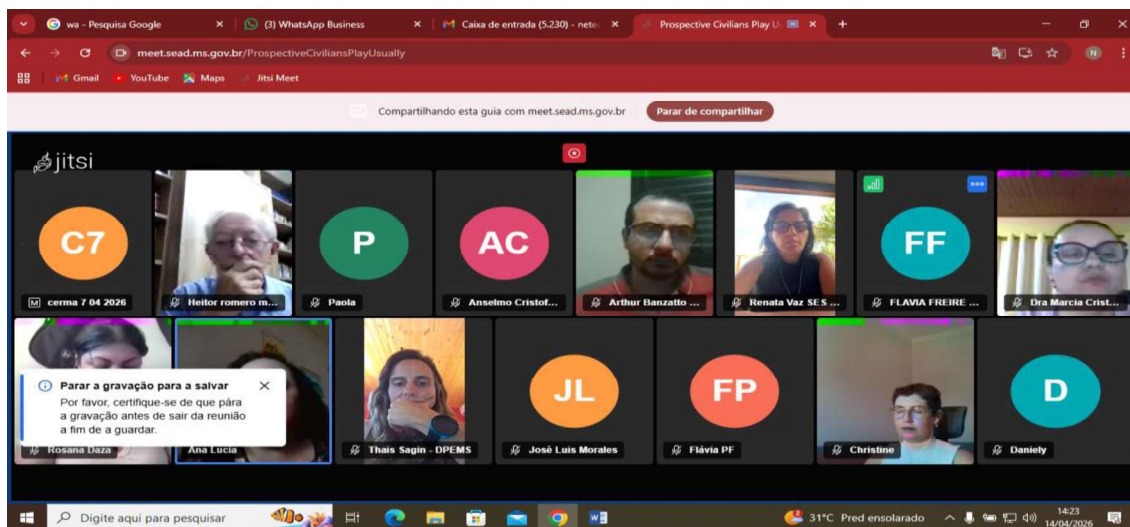 wa - Pesquisa Google
(3) WhatsApp Business
Caixa de entrada (5.230) - nete
Prospective Civilians Play U
meet.sead.ms.gov.br/ProspectiveCiviliansPlayUsually
N
Gmail
YouTube
Maps
Jitsi Meet
Compartilhando esta guia com meet.sead.ms.gov.br
Parar de compartilhar
jitsi
C7
P
AC
FF
M cerma 7 04 2026
Heitor romero m...
Paola
Anselmo Cristof...
Arthur Banzatto ...
Renata Vaz SES ...
FLAVIA FREIRE ...
Dra Marcia Crist...
Parar a gravação para a salvar
Por favor, certifique-se de que pára
a gravação antes de sair da reunião
a fim de a guardar.
JL
FP
D
Rosana Daza
Ana Lucia
Thais Sagin - DPEMS
José Luis Morales
Flávia PF
Christine
Daniely
Digite aqui para pesquisar
31°C Pred ensolarado
14:23
14/04/2026